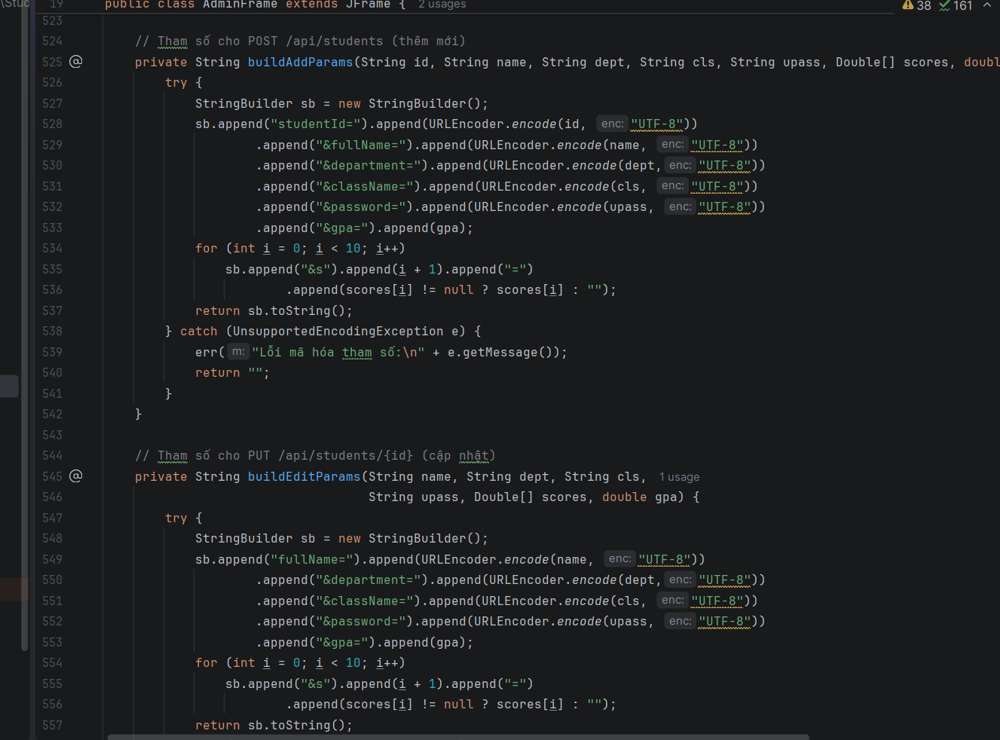 \Stud
19 public class AdminFrame extends JFrame { 2 usages
38 161
523
524 // Tham số cho POST /api/students (thêm mới)
525 @ private String buildAddParams(String id, String name, String dept, String cls, String upass, Double[] scores, doubl
526 try {
527 StringBuilder sb = new StringBuilder();
528 sb.append("studentId=").append(URLEncoder.encode(id, enc: "UTF-8"))
529 .append("&fullName=").append(URLEncoder.encode(name, enc: "UTF-8"))
530 .append("&department=").append(URLEncoder.encode(dept, enc: "UTF-8"))
531 .append("&className=").append(URLEncoder.encode(cls, enc: "UTF-8"))
532 .append("&password=").append(URLEncoder.encode(upass, enc: "UTF-8"))
533 .append("&gpa=").append(gpa);
534 for (int i = 0; i < 10; i++)
535 sb.append("&s").append(i + 1).append("=")
536 .append(scores[i] != null ? scores[i] : "");
537 return sb.toString();
538 } catch (UnsupportedEncodingException e) {
539 err( m: "Lỗi mã hóa tham số:\n" + e.getMessage());
540 return "";
541 }
542 }
543
544 // Tham số cho PUT /api/students/{id} (cập nhật)
545 @ private String buildEditParams(String name, String dept, String cls, 1 usage
546 String upass, Double[] scores, double gpa) {
547 try {
548 StringBuilder sb = new StringBuilder();
549 sb.append("fullName=").append(URLEncoder.encode(name, enc: "UTF-8"))
550 .append("&department=").append(URLEncoder.encode(dept, enc: "UTF-8"))
551 .append("&className=").append(URLEncoder.encode(cls, enc: "UTF-8"))
552 .append("&password=").append(URLEncoder.encode(upass, enc: "UTF-8"))
553 .append("&gpa=").append(gpa);
554 for (int i = 0; i < 10; i++)
555 sb.append("&s").append(i + 1).append("=")
556 .append(scores[i] != null ? scores[i] : "");
557 return sb.toString();